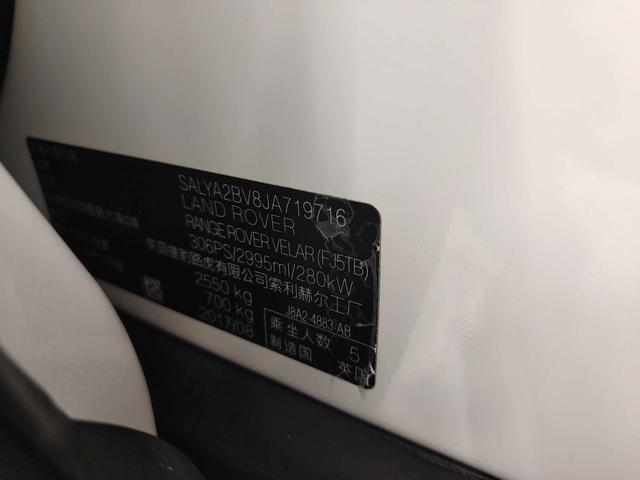 SALYA2BV8JA719716
LAND ROVER
RANGE ROVER VELAR (FJ5TB)
306PS/2995ml/280kW
英国捷豹路虎有限公司索利赫尔工厂
2550 kg
700 kg
2017/08
J8A2-4883-AB
乘坐人数 5
制造国 英国